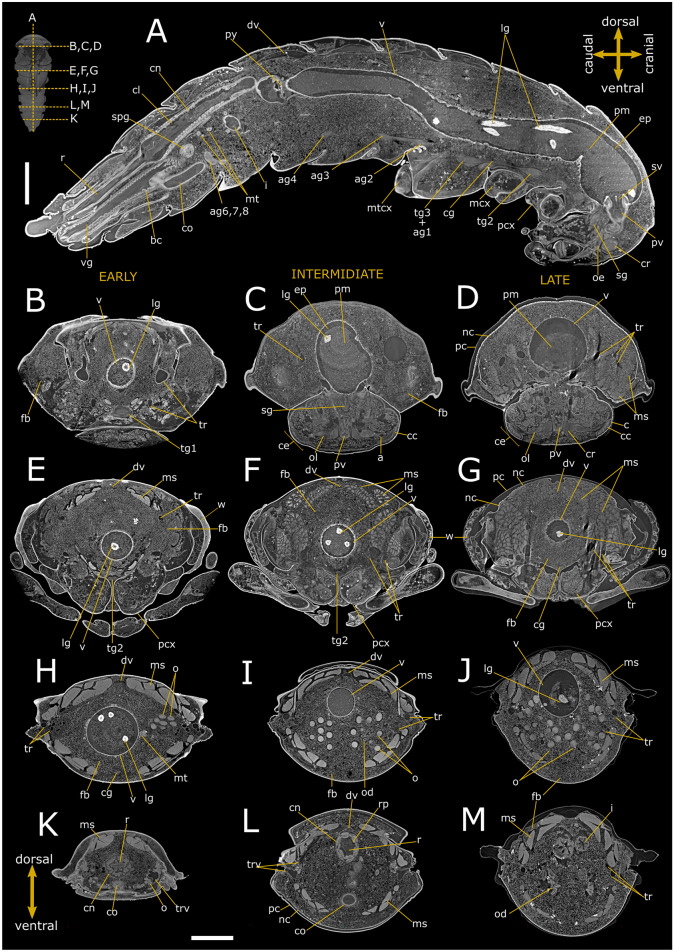 A
B,C,D
E,F,G
H,I,J
L,M
K
A
dv
v
lg
py
cn
cl
spg
r
vg
bc
co
ag6,7,8
mt
i
ag4
ag3
ag2
mtcx
tg3
+
ag1
cg
mcx
tg2
pcx
oe
sg
cr
pv
sv
ep
pm
dorsal
caudal
cranial
ventral
EARLY
INTERMIDIATE
LATE
B
v
lg
fb
tr
tg1
C
lg
ep
pm
tr
sg
fb
ce
ol
pv
a
cc
D
pm
v
nc
pc
tr
ms
c
cc
ce
ol
pv
cr
E
dv
ms
tr
w
fb
lg
v
tg2
pcx
F
fb
dv
ms
lg
v
w
tr
tg2
pcx
G
pc
nc
dv
v
ms
nc
lg
tr
fb
cg
pcx
H
dv
ms
o
tr
mt
fb
cg
v
lg
I
dv
v
ms
tr
o
od
fb
J
v
lg
ms
tr
o
fb
K
ms
r
cn
co
o
trv
dorsal
ventral
L
cn
dv
rp
r
trv
pc
nc
co
ms
M
ms
i
tr
od